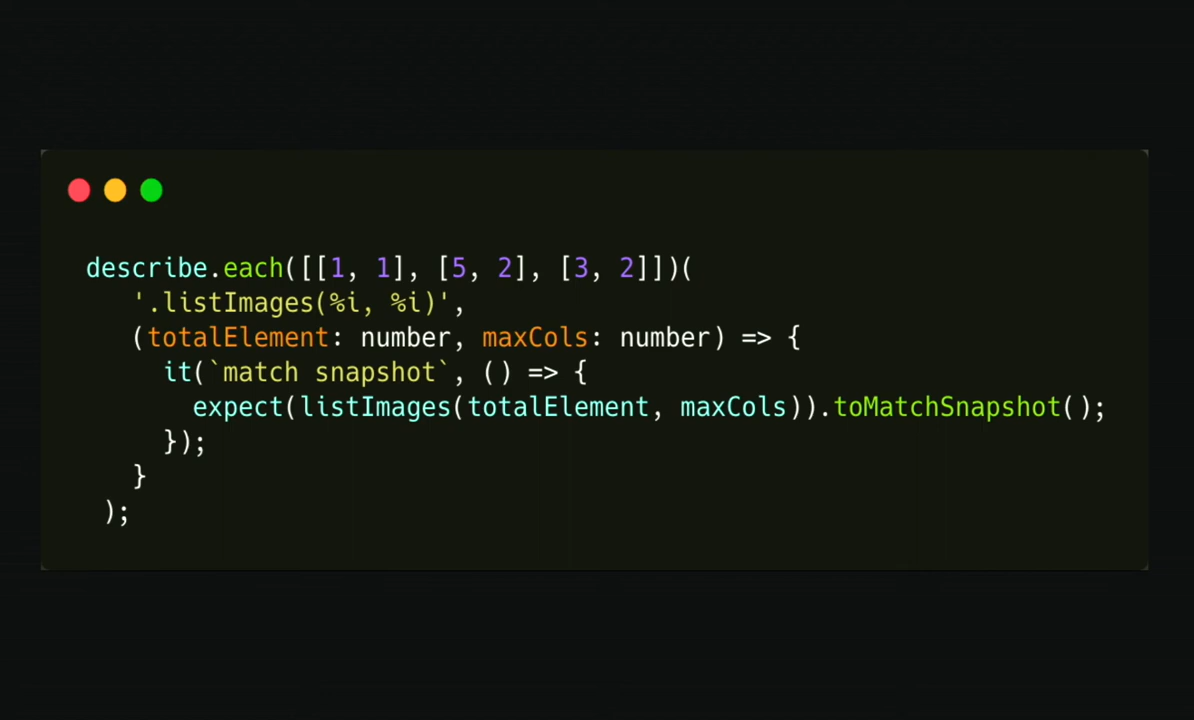 describe.each([[1, 1], [5, 2], [3, 2]])(
'.listImages(%i, %i)',
(totalElement: number, maxCols: number) => {
it(`match snapshot`, () => {
expect(listImages(totalElement, maxCols)).toMatchSnapshot();
});
}
);